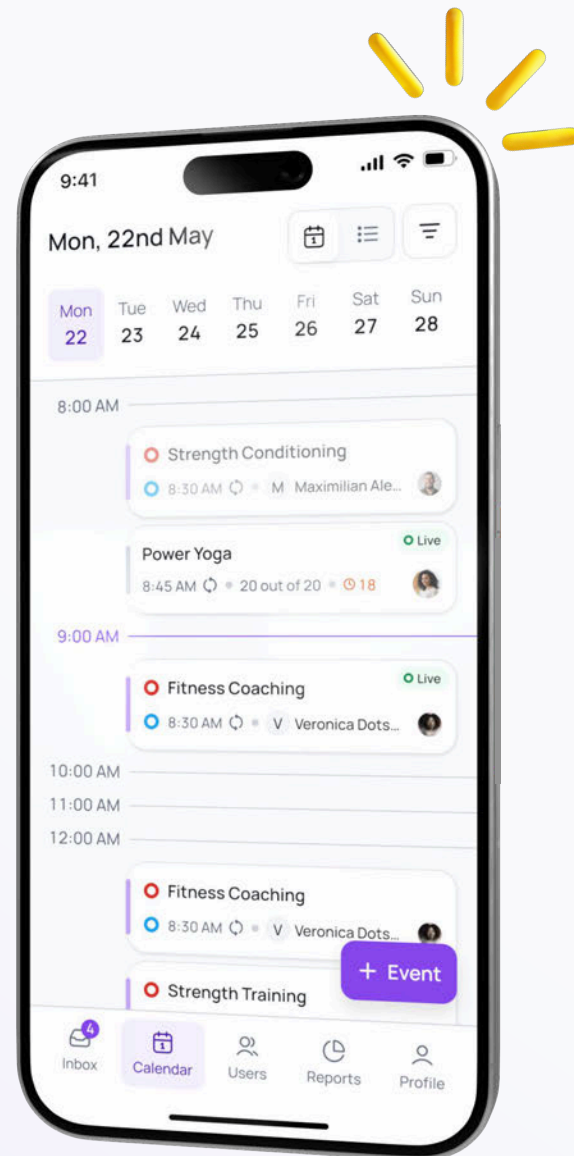 9:41
Mon, 22nd May
1
Mon Tue Wed Thu Fri Sat Sun
22 23 24 25 26 27 28
8:00 AM
Strength Conditioning
8:30 AM M Maximilian Ale...
Live
Power Yoga
8:45 AM 20 out of 20 18
9:00 AM
Live
Fitness Coaching
8:30 AM V Veronica Dots...
10:00 AM
11:00 AM
12:00 AM
Fitness Coaching
8:30 AM V Veronica Dots...
+ Event
Strength Training
4
1
Inbox Calendar Users Reports Profile